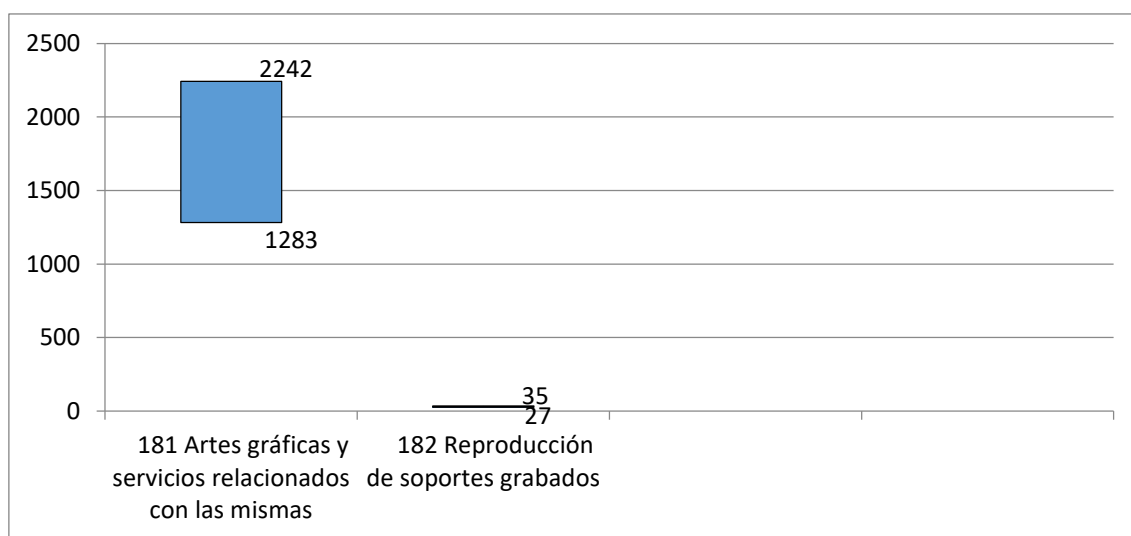 2500
2242
2000
1500
1283
1000
500
35
0
27
181 Artes gráficas y
servicios relacionados
con las mismas
182 Reproducción
de soportes grabados